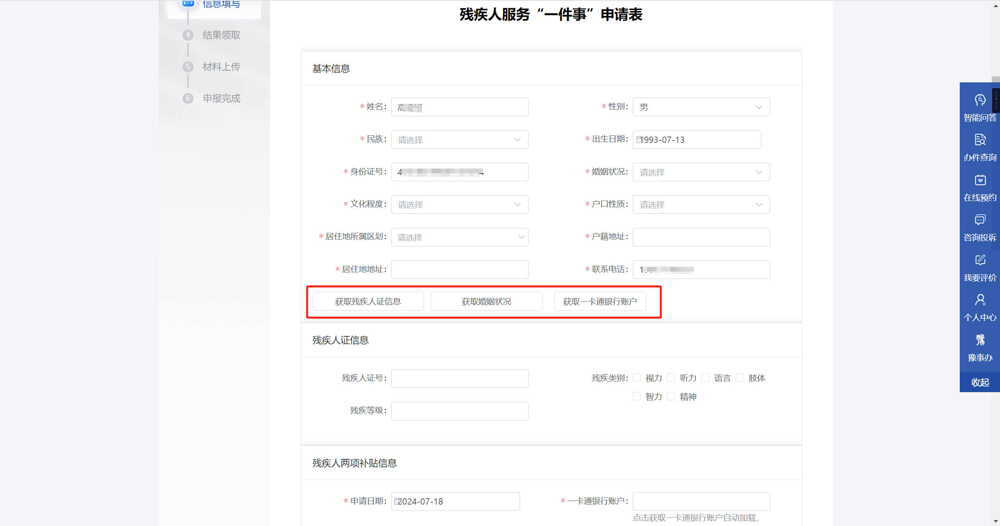 信息填写
4 结果领取
5 材料上传
6 申报完成
残疾人服务“一件事”申请表
基本信息
*姓名：
*性别： 男
*民族： 请选择
*出生日期： 1993-07-13
*身份证号： 4
*婚姻状况： 请选择
*文化程度： 请选择
*户口性质： 请选择
*居住地所属区划： 请选择
*户籍地址：
*居住地地址：
*联系电话： 1
获取残疾人证信息 获取婚姻状况 获取一卡通银行账户
残疾人证信息
残疾人证号：
残疾类别： 视力 听力 语言 肢体
智力 精神
残疾等级：
残疾人两项补贴信息
*申请日期： 2024-07-18
*一卡通银行账户：
点击获取一卡通银行账户自动加载，
智能问答
办件查询
在线预约
咨询投诉
我要评价
个人中心
豫事办
收起